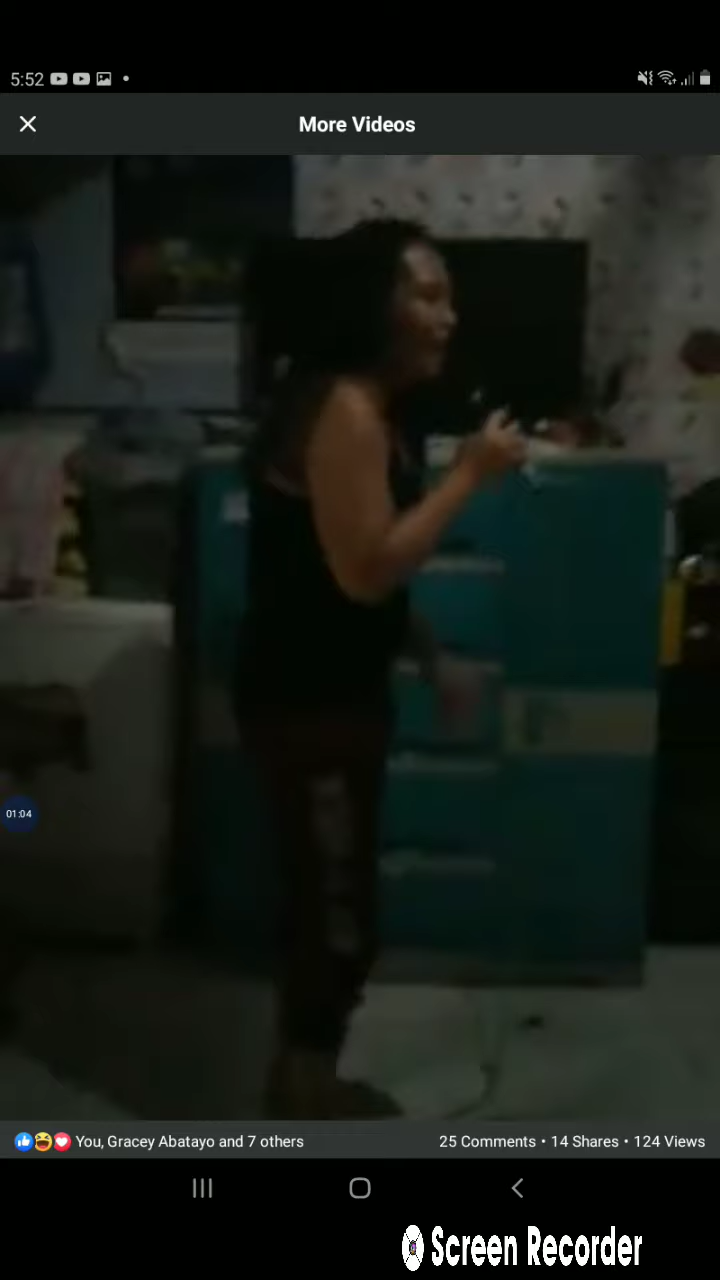 5:52
More Videos
01:04
You, Gracey Abatayo and 7 others
25 Comments • 14 Shares • 124 Views
Screen Recorder